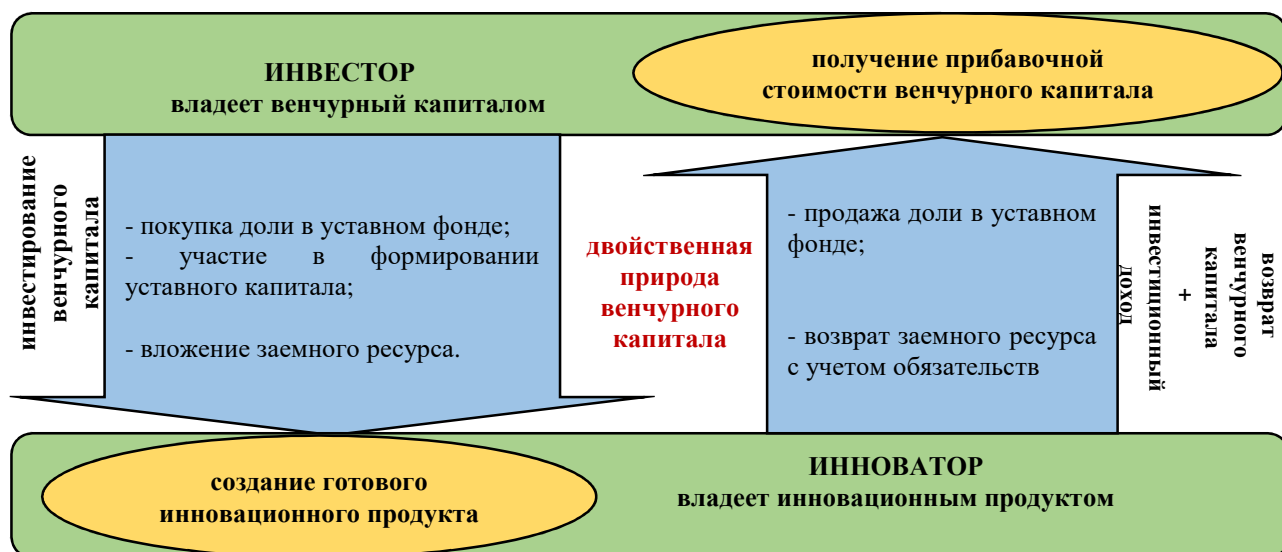 ИНВЕСТОР
владеет венчурный капиталом
получение прибавочной
стоимости венчурного капитала
инвестирование
венчурного
капитала
- покупка доли в уставном фонде;
- участие в формировании
уставного капитала;
- вложение заемного ресурса.
двойственная
природа
венчурного
капитала
- продажа доли в уставном
фонде;
- возврат заемного ресурса
с учетом обязательств
возврат
венчурного
капитала
+
инвестиционный
доход
создание готового
инновационного продукта
ИННОВАТОР
владеет инновационным продуктом